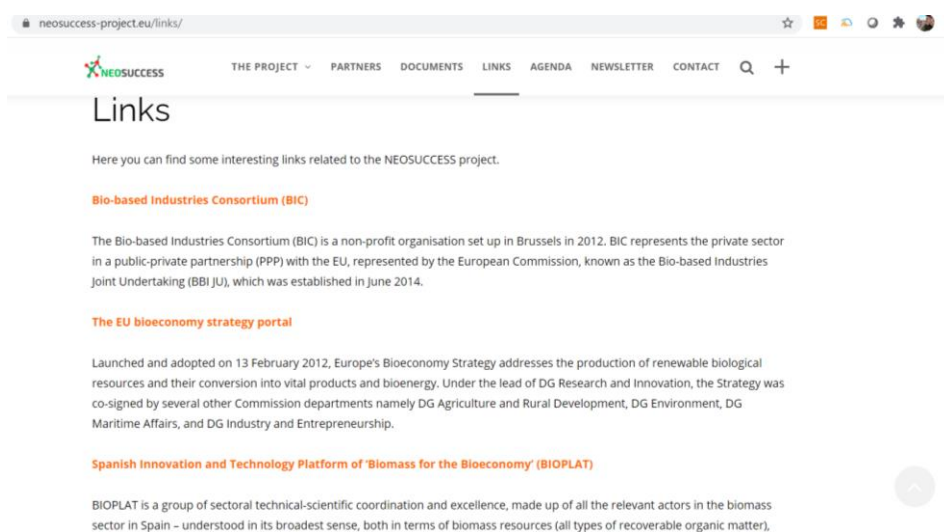 neosuccess-project.eu/links/
SC
NEOSUCCESS
THE PROJECT PARTNERS DOCUMENTS LINKS AGENDA NEWSLETTER CONTACT
Links
Here you can find some interesting links related to the NEOSUCCESS project.
Bio-based Industries Consortium (BIC)
The Bio-based Industries Consortium (BIC) is a non-profit organisation set up in Brussels in 2012. BIC represents the private sector
in a public-private partnership (PPP) with the EU, represented by the European Commission, known as the Bio-based Industries
Joint Undertaking (BBI JU), which was established in June 2014.
The EU bioeconomy strategy portal
Launched and adopted on 13 February 2012, Europe's Bioeconomy Strategy addresses the production of renewable biological
resources and their conversion into vital products and bioenergy. Under the lead of DG Research and Innovation, the Strategy was
co-signed by several other Commission departments namely DG Agriculture and Rural Development, DG Environment, DG
Maritime Affairs, and DG Industry and Entrepreneurship.
Spanish Innovation and Technology Platform of 'Biomass for the Bioeconomy' (BIOPLAT)
BIOPLAT is a group of sectoral technical-scientific coordination and excellence, made up of all the relevant actors in the biomass
sector in Spain – understood in its broadest sense, both in terms of biomass resources (all types of recoverable organic matter),